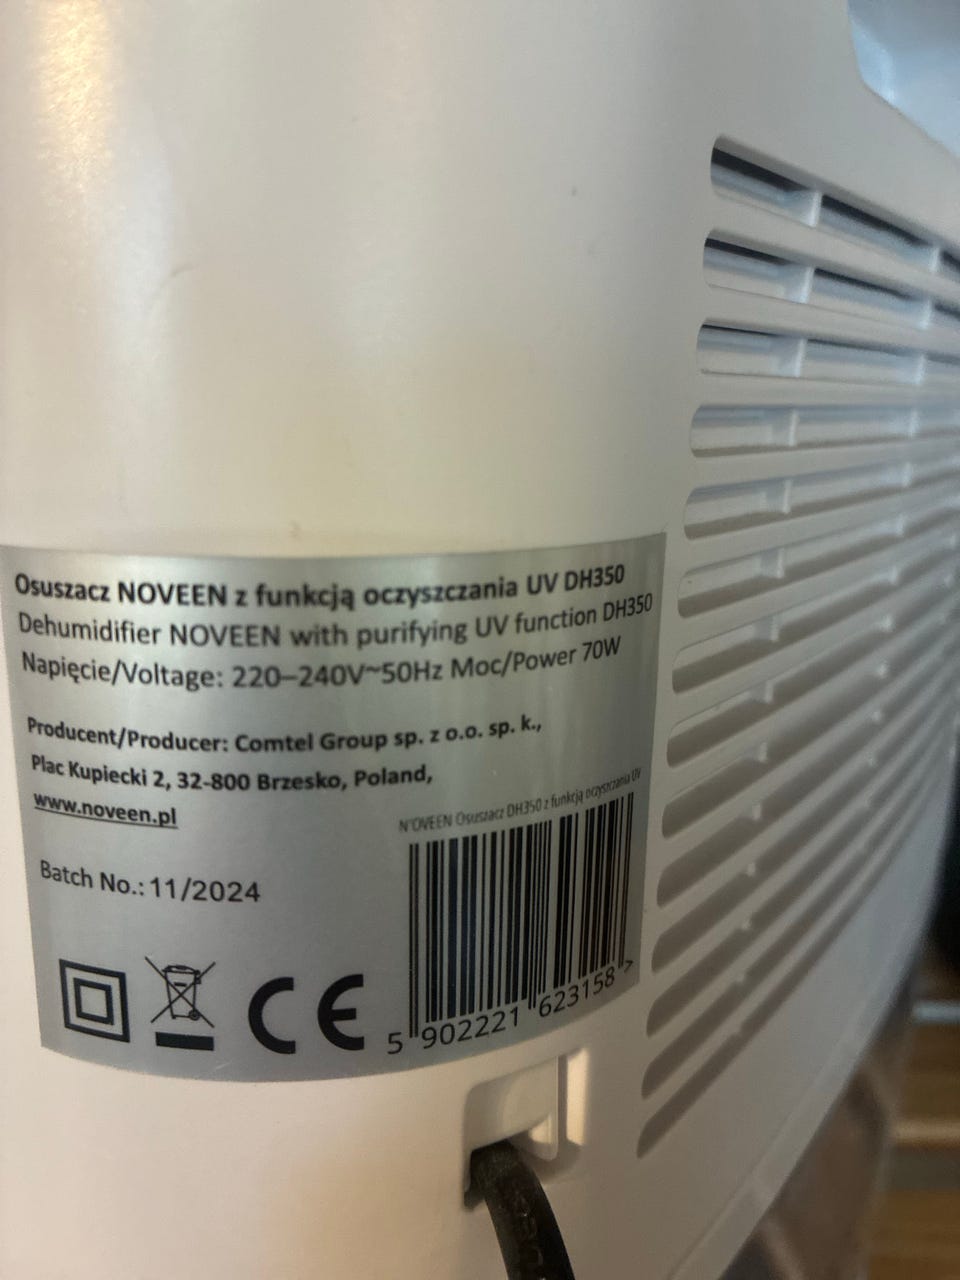 Osuszacz NOVEEN z funkcją oczyszczania UV DH350
Dehumidifier NOVEEN with purifying UV function DH350
Napięcie/Voltage: 220–240V~50Hz Moc/Power 70W
Producent/Producer: Comtel Group sp. z o.o. sp. k.,
Plac Kupiecki 2, 32-800 Brzesko, Poland,
www.noveen.pl
N'OVEEN Osuszacz DH350 z funkcją oczyszczania UV
Batch No.: 11/2024
CE
5 902221 623158 >